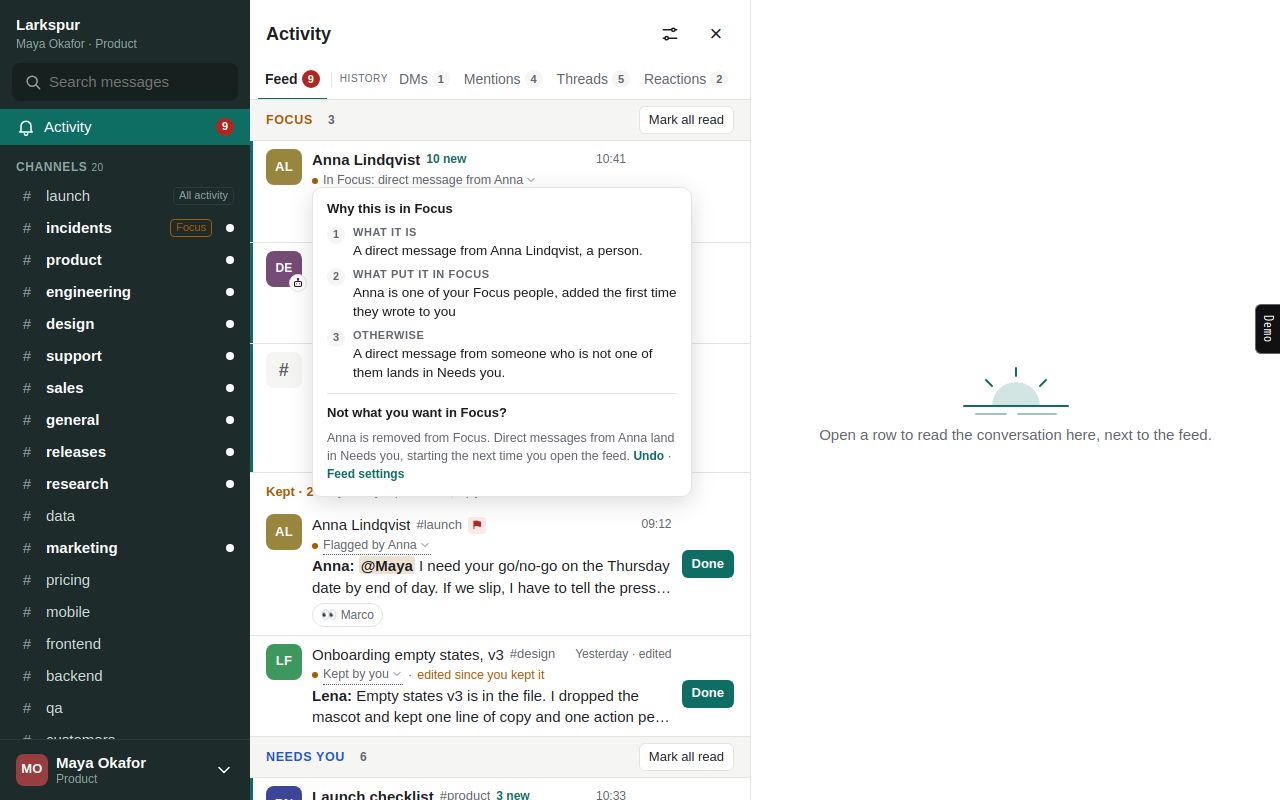 Larkspur
Maya Okafor · Product
Search messages
Activity 9
CHANNELS 20
# launch All activity
# incidents Focus
# product
# engineering
# design
# support
# sales
# general
# releases
# research
# data
# marketing
# pricing
# mobile
# frontend
# backend
# qa
# customers
MO Maya Okafor
Product
Activity
Feed 9 HISTORY DMs 1 Mentions 4 Threads 5 Reactions 2
FOCUS 3 Mark all read
AL Anna Lindqvist 10 new 10:41
In Focus: direct message from Anna
DE
#
Why this is in Focus
1 WHAT IT IS
A direct message from Anna Lindqvist, a person.
2 WHAT PUT IT IN FOCUS
Anna is one of your Focus people, added the first time
they wrote to you
3 OTHERWISE
A direct message from someone who is not one of
them lands in Needs you.
Not what you want in Focus?
Anna is removed from Focus. Direct messages from Anna land
in Needs you, starting the next time you open the feed. Undo ·
Feed settings
Kept · 2
AL Anna Lindqvist #launch 09:12
Flagged by Anna
Anna: @Maya I need your go/no-go on the Thursday
date by end of day. If we slip, I have to tell the press…
Done
👀 Marco
LF Onboarding empty states, v3 #design Yesterday · edited
Kept by you · edited since you kept it
Lena: Empty states v3 is in the file. I dropped the
mascot and kept one line of copy and one action pe…
Done
NEEDS YOU 6 Mark all read
Launch checklist #product 3 new 10:33
Open a row to read the conversation here, next to the feed.
Demo